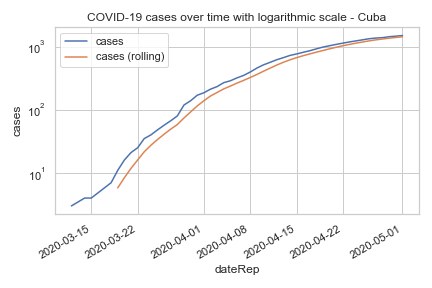 COVID-19 cases over time with logarithmic scale - Cuba
cases
cases (rolling)
10³
10²
10¹
cases
2020-03-15
2020-03-22
2020-04-01
2020-04-08
2020-04-15
2020-04-22
2020-05-01
dateRep